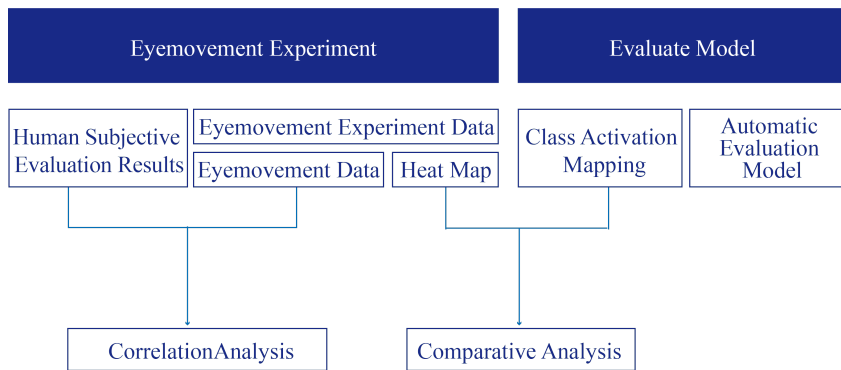 Eyemovement Experiment
Evaluate Model
Human Subjective
Evaluation Results
Eyemovement Experiment Data
Eyemovement Data
Heat Map
Class Activation
Mapping
Automatic
Evaluation
Model
CorrelationAnalysis
Comparative Analysis